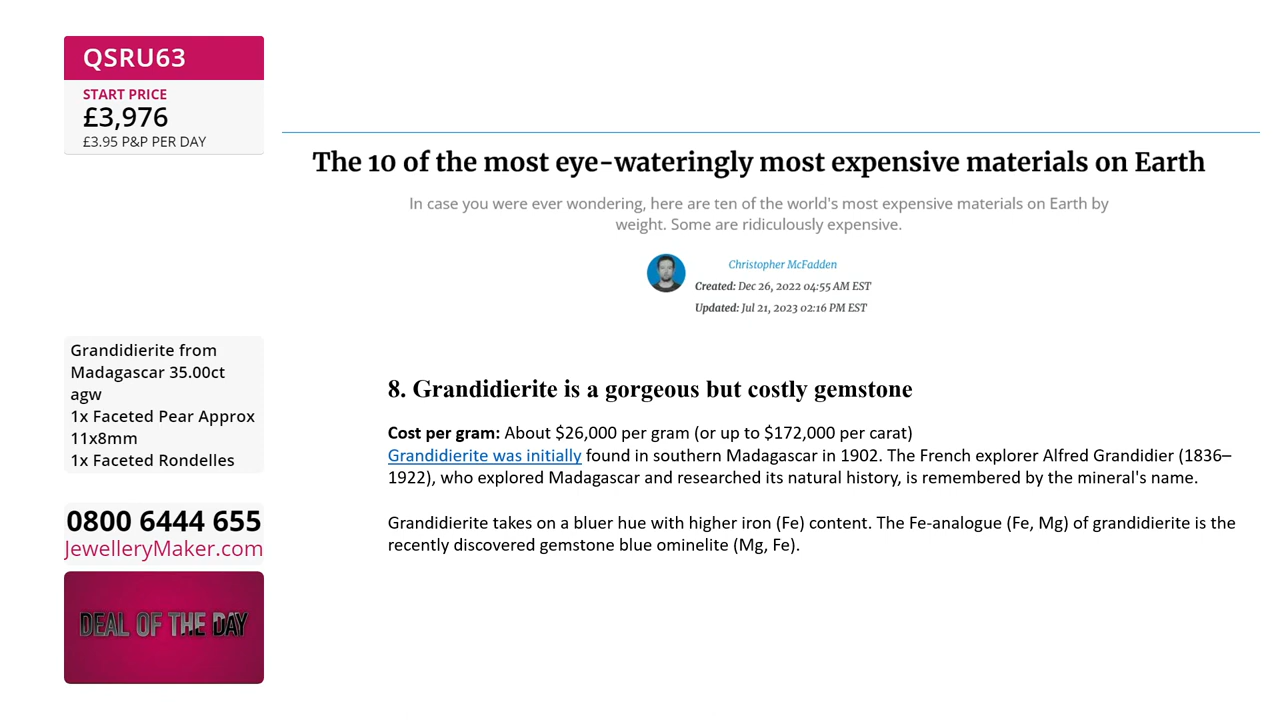 QSRU63
START PRICE
£3,976
£3.95 P&P PER DAY
The 10 of the most eye-wateringly most expensive materials on Earth
In case you were ever wondering, here are ten of the world's most expensive materials on Earth by
weight. Some are ridiculously expensive.
Christopher McFadden
Created: Dec 26, 2022 04:55 AM EST
Updated: Jul 21, 2023 02:16 PM EST
Grandidierite from
Madagascar 35.00ct
agw
1x Faceted Pear Approx
11x8mm
1x Faceted Rondelles
8. Grandidierite is a gorgeous but costly gemstone
Cost per gram: About $26,000 per gram (or up to $172,000 per carat)
Grandidierite was initially found in southern Madagascar in 1902. The French explorer Alfred Grandidier (1836–
1922), who explored Madagascar and researched its natural history, is remembered by the mineral's name.
Grandidierite takes on a bluer hue with higher iron (Fe) content. The Fe-analogue (Fe, Mg) of grandidierite is the
recently discovered gemstone blue ominelite (Mg, Fe).
0800 6444 655
JewelleryMaker.com
DEAL OF THE DAY